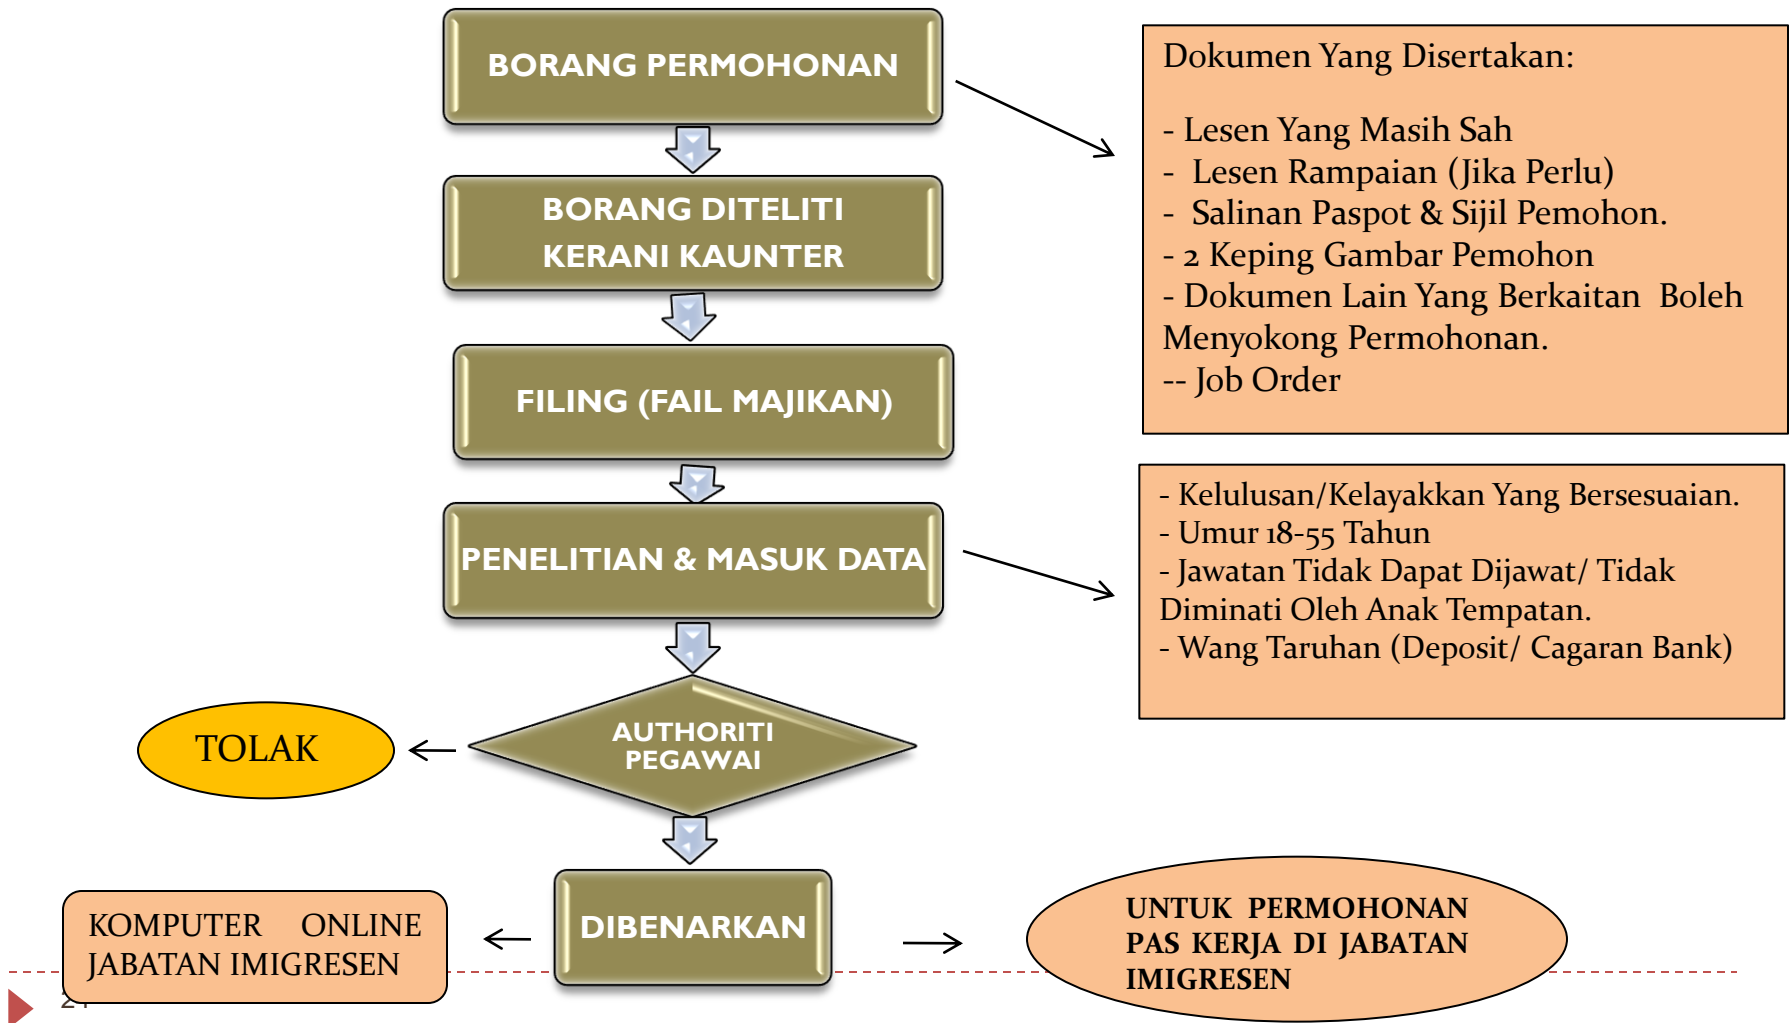 BORANG PERMOHONAN
BORANG DITELITI
KERANI KAUNTER
FILING (FAIL MAJIKAN)
PENELITIAN & MASUK DATA
AUTHORITI
PEGAWAI
TOLAK
DIBENARKAN
KOMPUTER ONLINE
JABATAN IMIGRESEN
UNTUK PERMOHONAN
PAS KERJA DI JABATAN
IMIGRESEN
Dokumen Yang Disertakan:
- Lesen Yang Masih Sah
- Lesen Rampaian (Jika Perlu)
- Salinan Paspot & Sijil Pemohon.
- 2 Keping Gambar Pemohon
- Dokumen Lain Yang Berkaitan Boleh
Menyokong Permohonan.
-- Job Order
- Kelulusan/Kelayakkan Yang Bersesuaian.
- Umur 18-55 Tahun
- Jawatan Tidak Dapat Dijawat/ Tidak
Diminati Oleh Anak Tempatan.
- Wang Taruhan (Deposit/ Cagaran Bank)